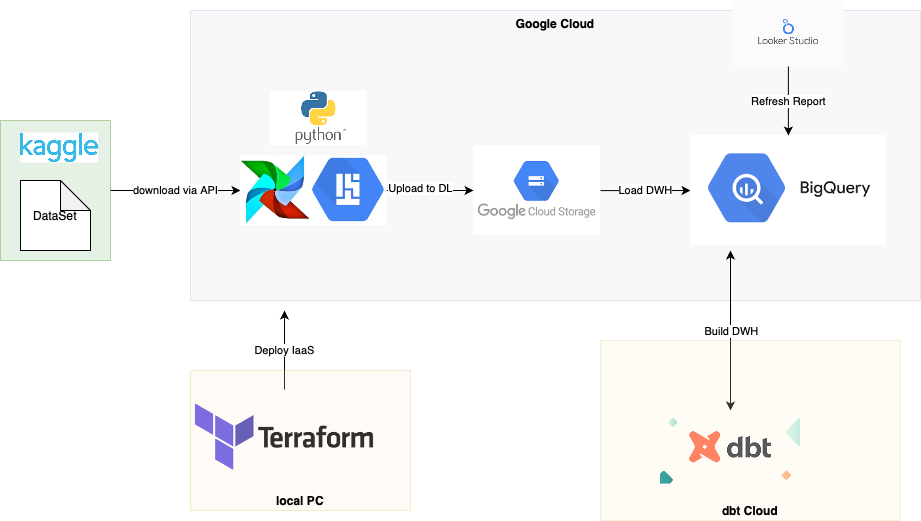 Google Cloud
Looker Studio
Refresh Report
python™
kaggle
DataSet
download via API
Upload to DL
Google Cloud Storage
Load DWH
BigQuery
Deploy IaaS
Build DWH
Terraform
local PC
dbt
dbt Cloud